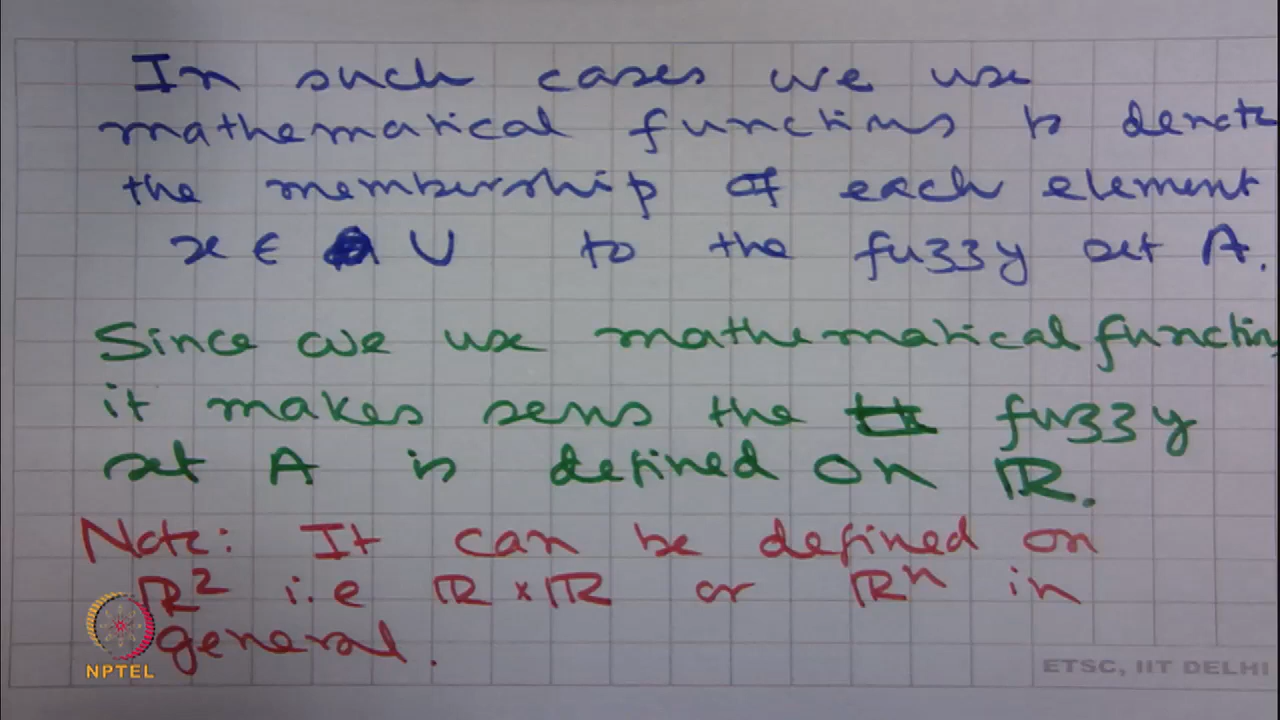 In such cases we use
mathematical functions to denote
the membership of each element
x ∈ U to the fuzzy set A.
Since we use mathematical function
it makes sens the fuzzy
set A is defined on ℝ.
Note: It can be defined on
ℝ² i.e ℝ × ℝ or ℝⁿ in
general.
NPTEL
ETSC, IIT DELHI